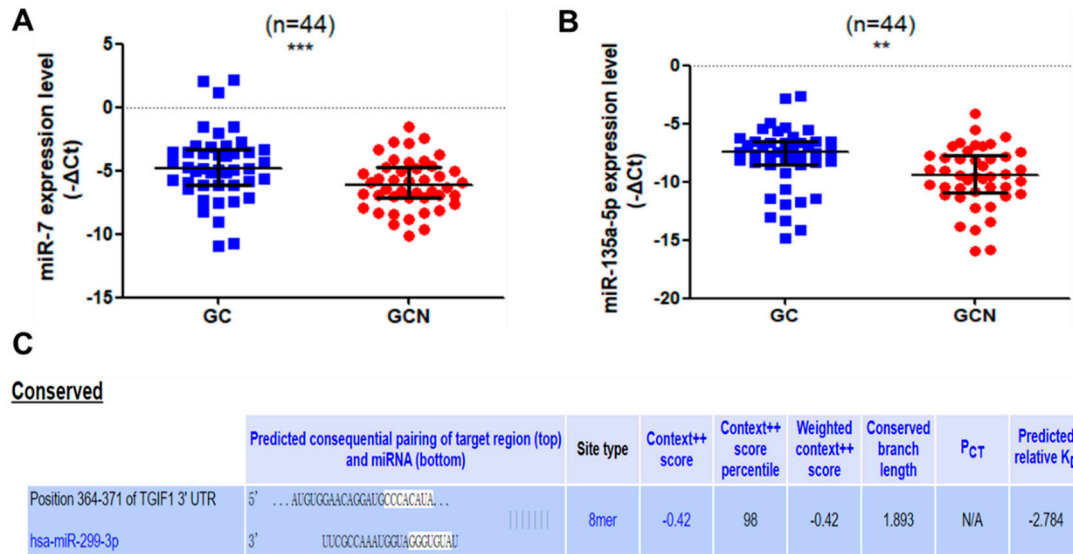 A
(n=44)
***
miR-7 expression level
(-ΔCt)
5
0
-5
-10
-15
GC
GCN
B
(n=44)
**
miR-135a-5p expression level
(-ΔCt)
0
-5
-10
-15
-20
GC
GCN
C
Conserved
Predicted consequential pairing of target region (top)
and miRNA (bottom)
Site type
Context++
score
Context++
score
percentile
Weighted
context++
score
Conserved
branch
length
PCT
Predicted
relative KD
Position 364-371 of TGIF1 3' UTR
5' ...AUGUGGAACAGGAUGCCCACAUA...
hsa-miR-299-3p
3' UUCGCCAAAUGGUAGGGUGUAU
8mer
-0.42
98
-0.42
1.893
N/A
-2.784